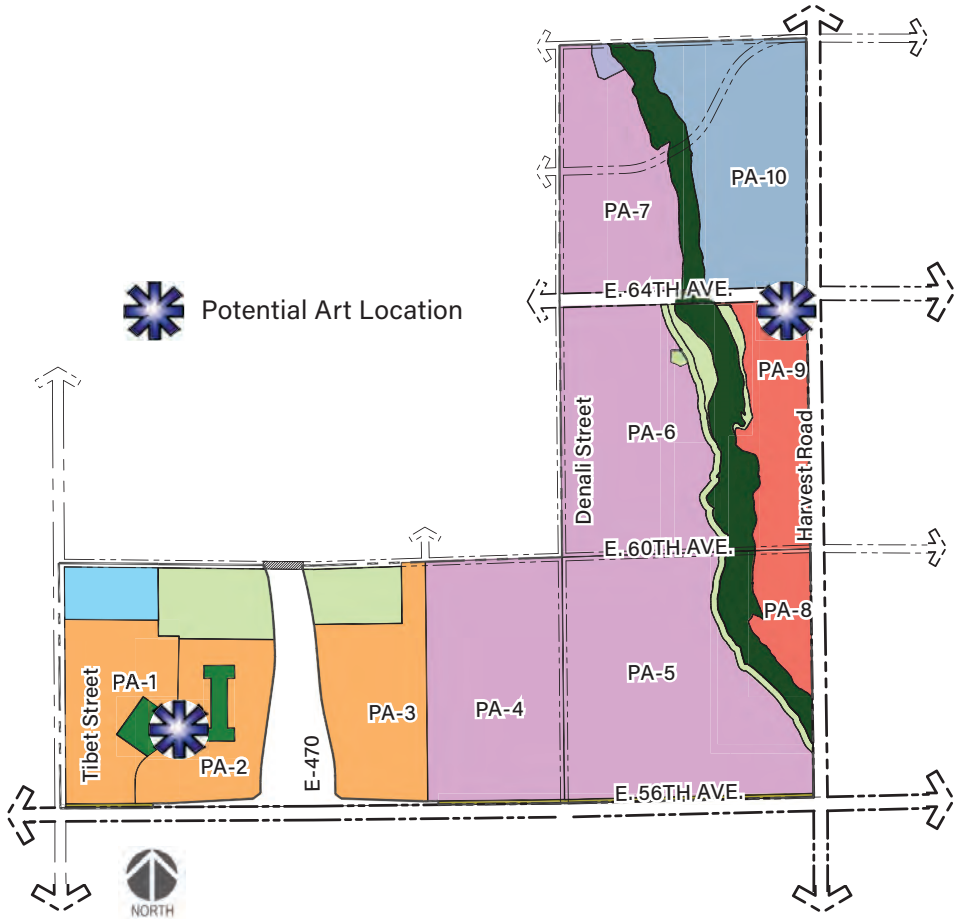 PA-10
PA-7
E. 64TH AVE.
Potential Art Location
PA-9
Denali Street
PA-6
Harvest Road
E. 60TH AVE.
PA-8
Tibet Street
PA-1
PA-5
PA-3
PA-4
E-470
PA-2
E. 56TH AVE.
NORTH